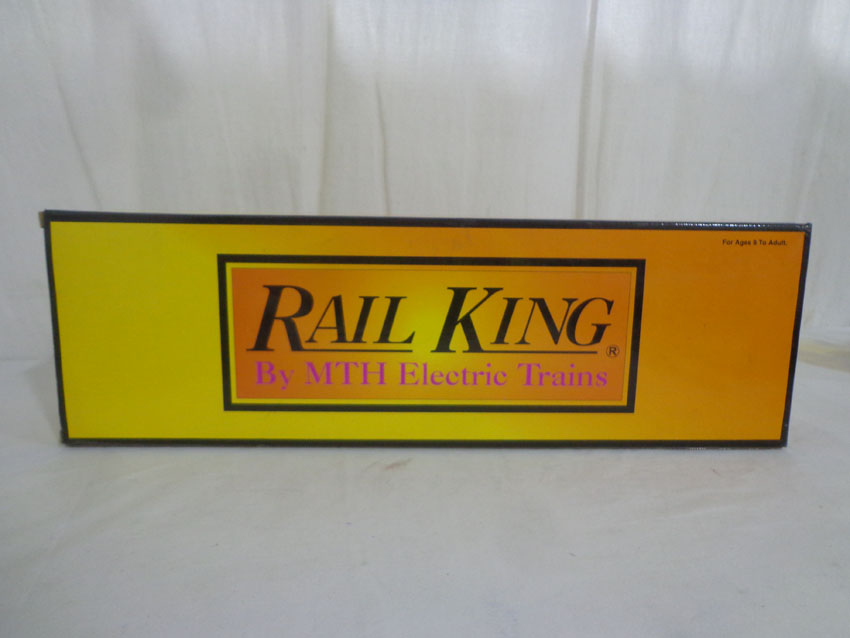 For Ages 8 To Adult.
RAIL KING®
By MTH Electric Trains